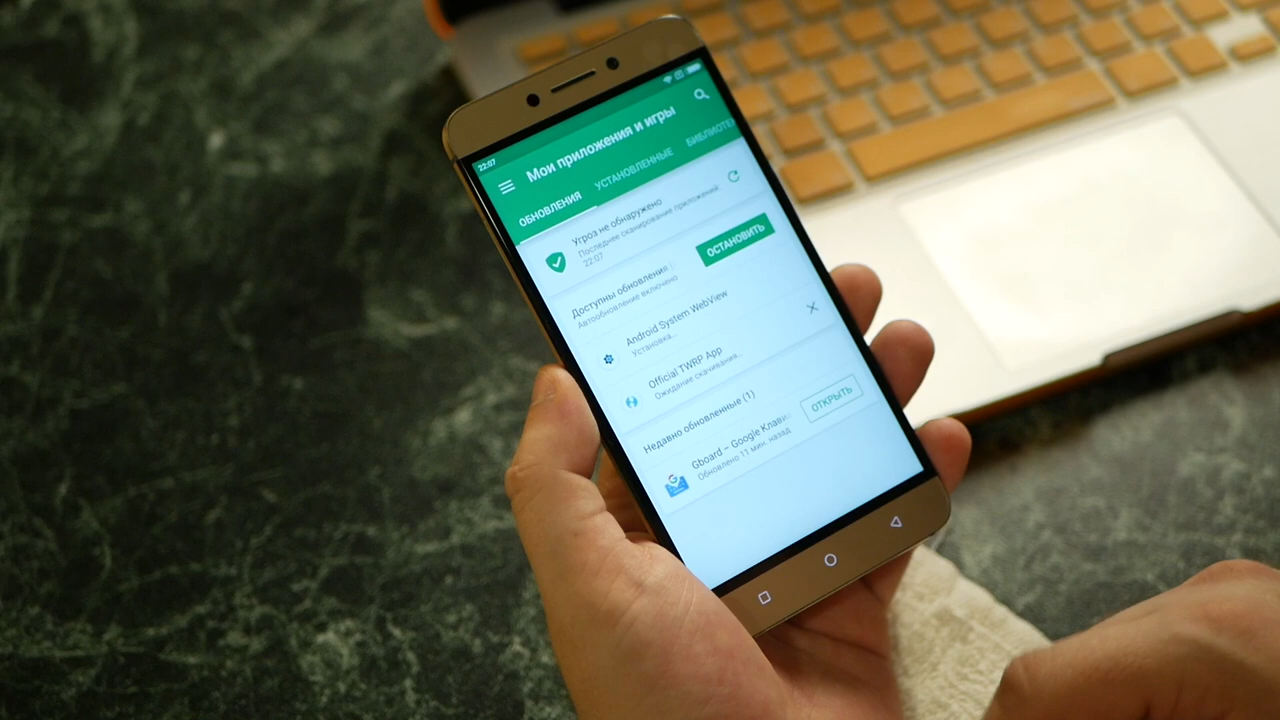 22:07
Мои приложения и игры
ОБНОВЛЕНИЯ УСТАНОВЛЕННЫЕ БИБЛИОТЕ
Угроз не обнаружено
Последнее сканирование приложений
22:07
Доступны обновления
Автообновление включено
ОСТАНОВИТЬ
Android System WebView
Установка...
Official TWRP App
Ожидание скачивания...
Недавно обновленные (1)
Gboard – Google Клави
Обновлено 11 мин. назад
ОТКРЫТЬ